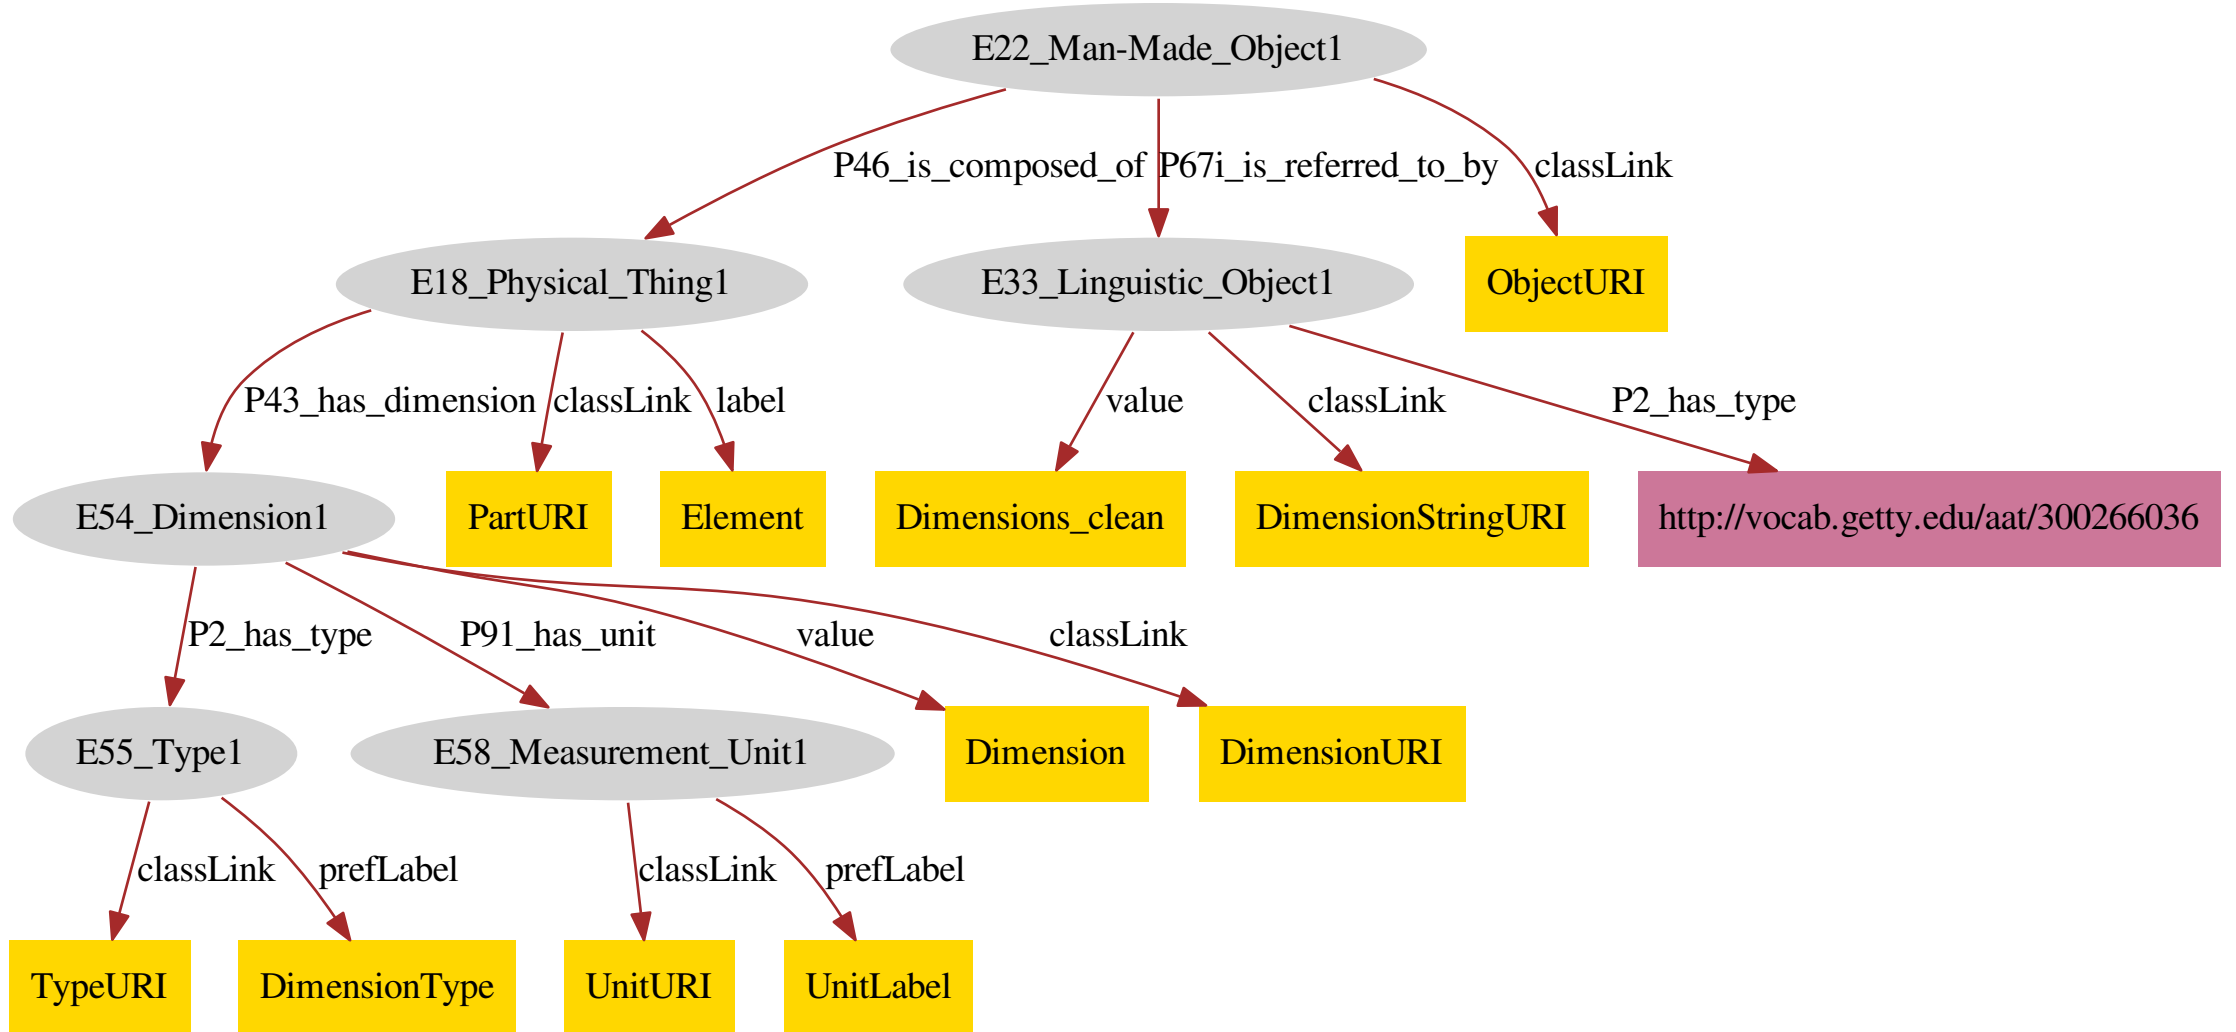 E22_Man-Made_Object1
P46_is_composed_of
P67i_is_referred_to_by
classLink
E18_Physical_Thing1
E33_Linguistic_Object1
ObjectURI
P43_has_dimension
classLink
label
value
classLink
P2_has_type
E54_Dimension1
PartURI
Element
Dimensions_clean
DimensionStringURI
http://vocab.getty.edu/aat/300266036
P2_has_type
P91_has_unit
value
classLink
E55_Type1
E58_Measurement_Unit1
Dimension
DimensionURI
classLink
prefLabel
classLink
prefLabel
TypeURI
DimensionType
UnitURI
UnitLabel